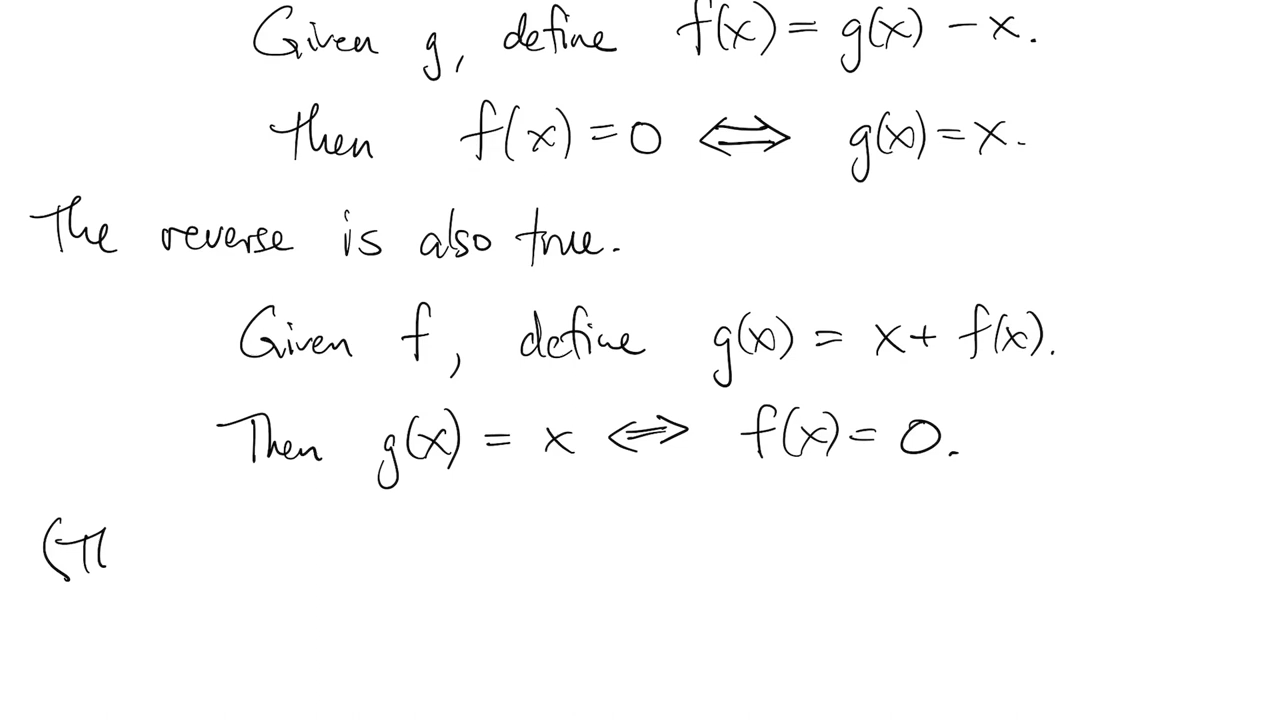 Given g, define f(x) = g(x) - x.
then f(x) = 0 ⟺ g(x) = x.
The reverse is also true.
Given f, define g(x) = x + f(x).
Then g(x) = x ⟺ f(x) = 0.